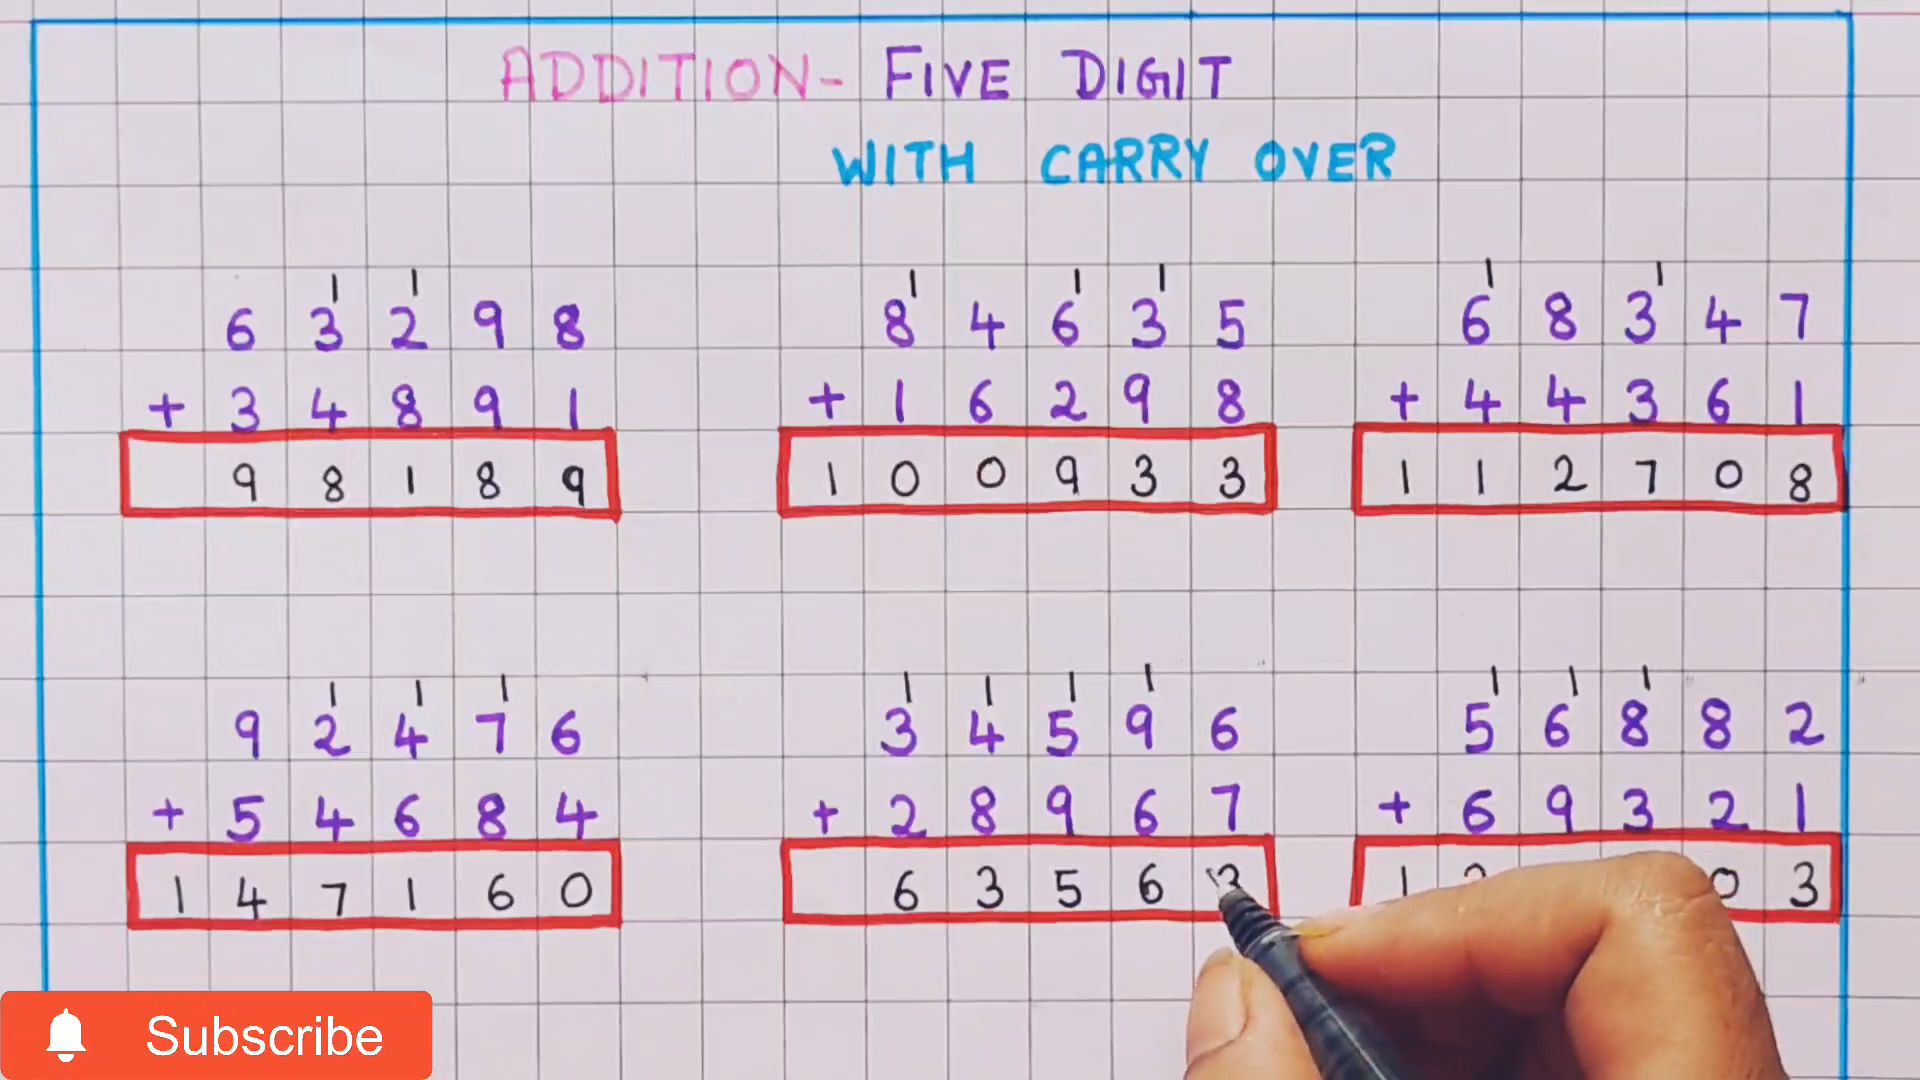 ADDITION- FIVE DIGIT
WITH CARRY OVER
1 1
6 3 2 9 8
+ 3 4 8 9 1
9 8 1 8 9
1 1 1
8 4 6 3 5
+ 1 6 2 9 8
1 0 0 9 3 3
1 1
6 8 3 4 7
+ 4 4 3 6 1
1 1 2 7 0 8
1 1 1
9 2 4 7 6
+ 5 4 6 8 4
1 4 7 1 6 0
1 1 1 1
3 4 5 9 6
+ 2 8 9 6 7
6 3 5 6 3
1 1 1
5 6 8 8 2
+ 6 9 3 2 1
1 0 3
Subscribe